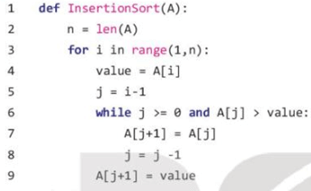 1 def InsertionSort(A):
2 n = len(A)
3 for i in range(1,n):
4 value = A[i]
5 j = i-1
6 while j >= 0 and A[j] > value:
7 A[j+1] = A[j]
8 j = j -1
9 A[j+1] = value